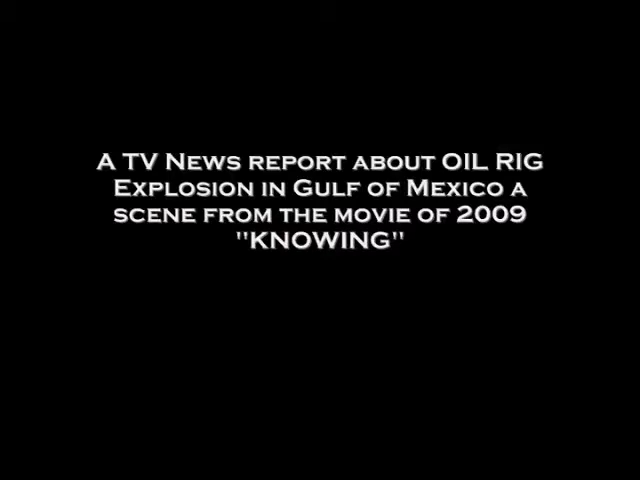 A TV News report about OIL RIG
Explosion in Gulf of Mexico a
scene from the movie of 2009
"KNOWING"